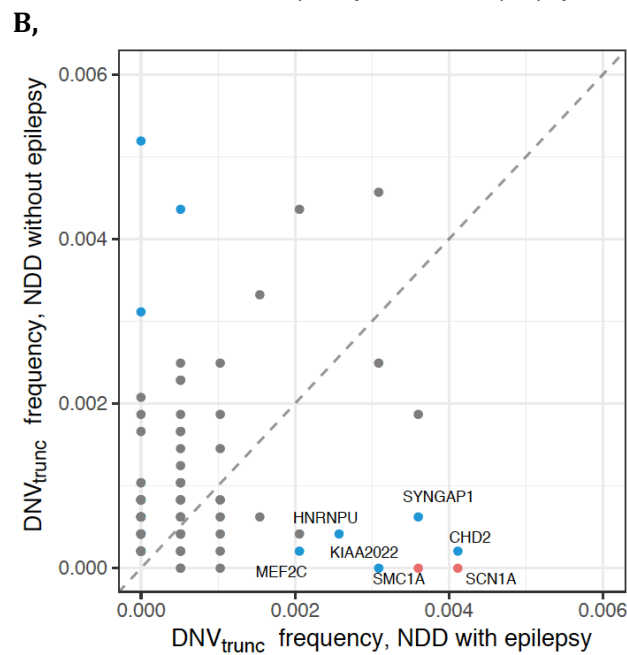 B,
DNVtrunc frequency, NDD without epilepsy
0.006
0.004
0.002
0.000
SYNGAP1
HNRNPU
CHD2
KIAA2022
MEF2C
SMC1A
SCN1A
0.000
0.002
0.004
0.006
DNVtrunc frequency, NDD with epilepsy